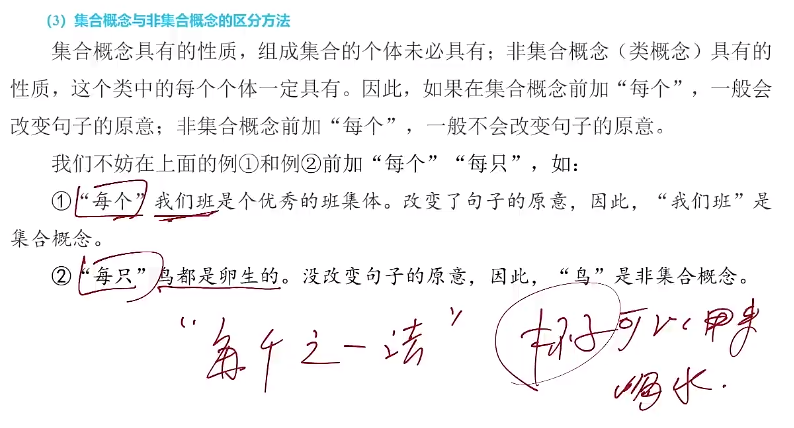 (3) 集合概念与非集合概念的区分方法
集合概念具有的性质，组成集合的个体未必具有；非集合概念（类概念）具有的
性质，这个类中的每个个体一定具有。因此，如果在集合概念前加“每个”，一般会
改变句子的原意；非集合概念前加“每个”，一般不会改变句子的原意。
我们不妨在上面的例①和例②前加“每个”“每只”，如：
①“每个”我们班是个优秀的班集体。改变了句子的原意，因此，“我们班”是
集合概念。
②“每只”鸟都是卵生的。没改变句子的原意，因此，“鸟”是非集合概念。
“每个之一法” 杯子可以用来
喝水.